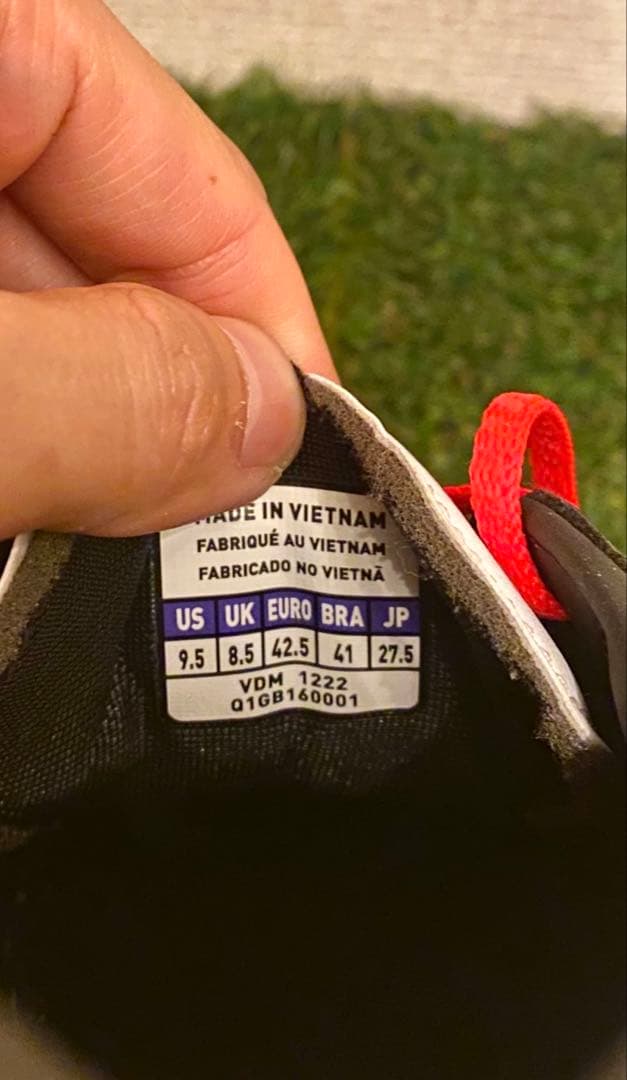 MADE IN VIETNAM
FABRIQUÉ AU VIETNAM
FABRICADO NO VIETNÃ
US UK EURO BRA JP
9.5 8.5 42.5 41 27.5
VDM 1222
Q1GB160001